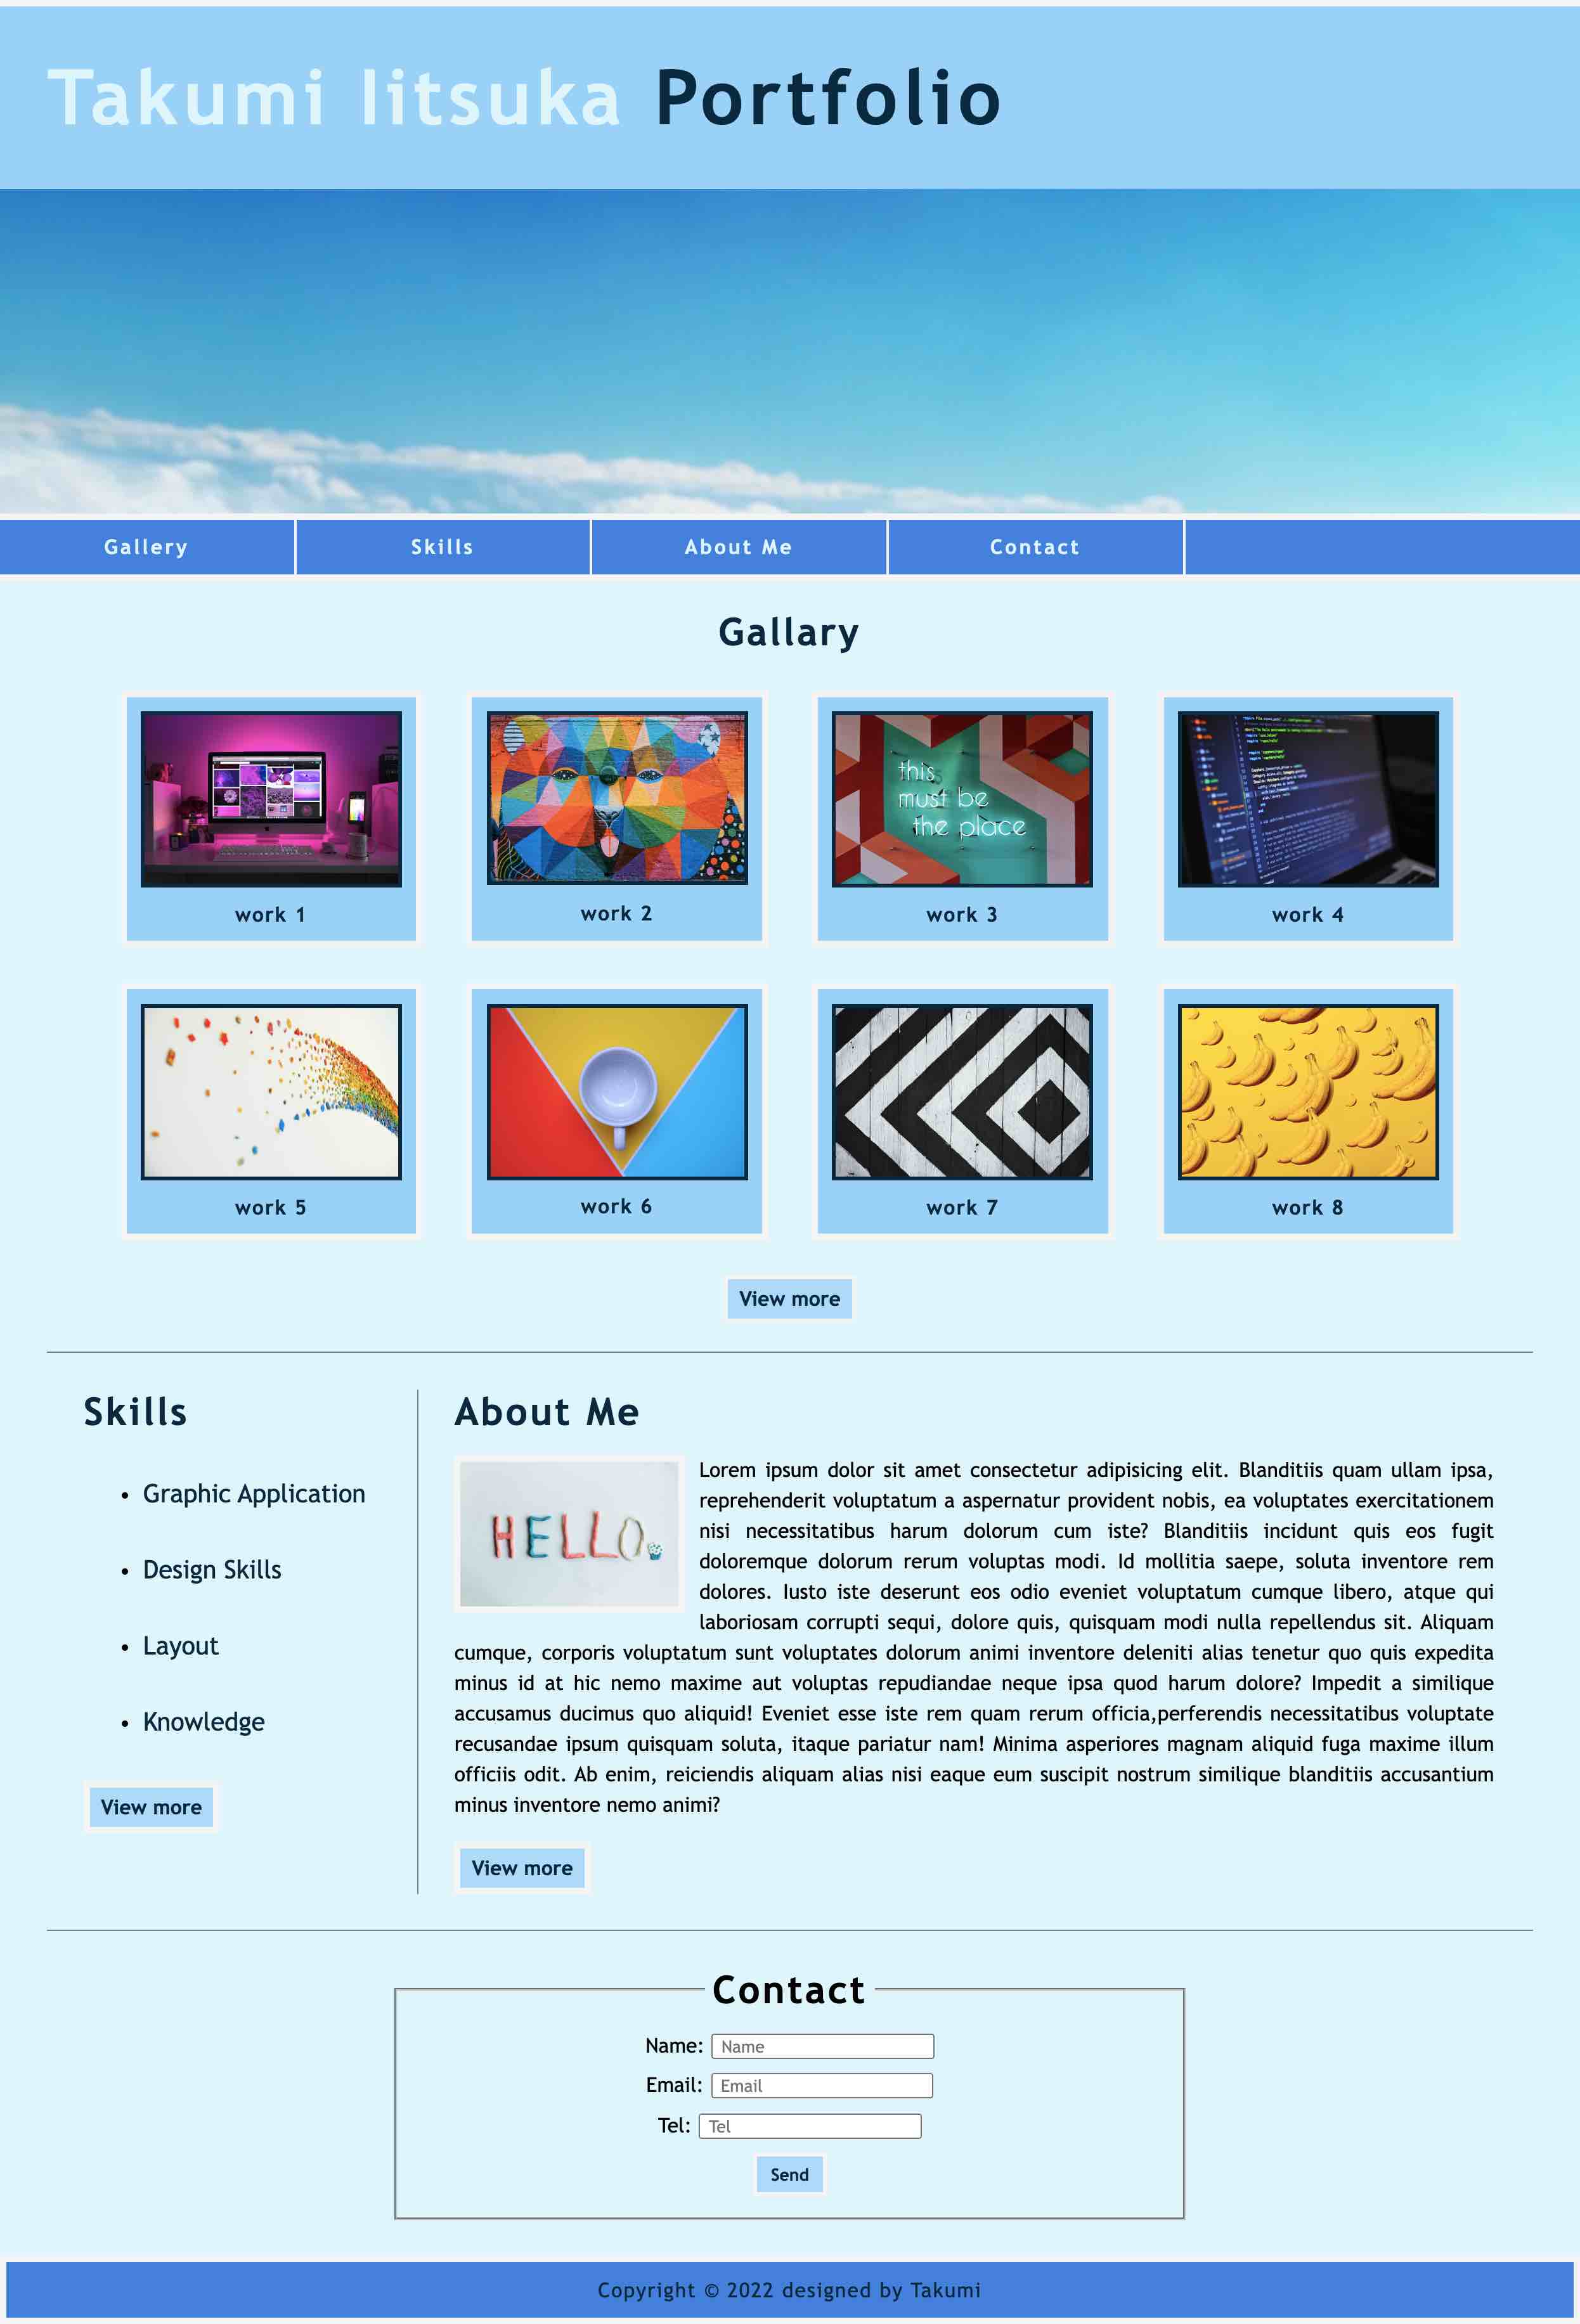 Takumi Iitsuka Portfolio
Gallery Skills About Me Contact
Gallary
this
must be
the place
work 1 work 2 work 3 work 4
work 5 work 6 work 7 work 8
View more
Skills
Graphic Application
Design Skills
Layout
Knowledge
View more
About Me
HELLO
Lorem ipsum dolor sit amet consectetur adipisicing elit. Blanditiis quam ullam ipsa,
reprehenderit voluptatum a aspernatur provident nobis, ea voluptates exercitationem
nisi necessitatibus harum dolorum cum iste? Blanditiis incidunt quis eos fugit
doloremque dolorum rerum voluptas modi. Id mollitia saepe, soluta inventore rem
dolores. Iusto iste deserunt eos odio eveniet voluptatum cumque libero, atque qui
laboriosam corrupti sequi, dolore quis, quisquam modi nulla repellendus sit. Aliquam
cumque, corporis voluptatum sunt voluptates dolorum animi inventore deleniti alias tenetur quo quis expedita
minus id at hic nemo maxime aut voluptas repudiandae neque ipsa quod harum dolore? Impedit a similique
accusamus ducimus quo aliquid! Eveniet esse iste rem quam rerum officia,perferendis necessitatibus voluptate
recusandae ipsum quisquam soluta, itaque pariatur nam! Minima asperiores magnam aliquid fuga maxime illum
officiis odit. Ab enim, reiciendis aliquam alias nisi eaque eum suscipit nostrum similique blanditiis accusantium
minus inventore nemo animi?
View more
Contact
Name: Name
Email: Email
Tel: Tel
Send
Copyright © 2022 designed by Takumi